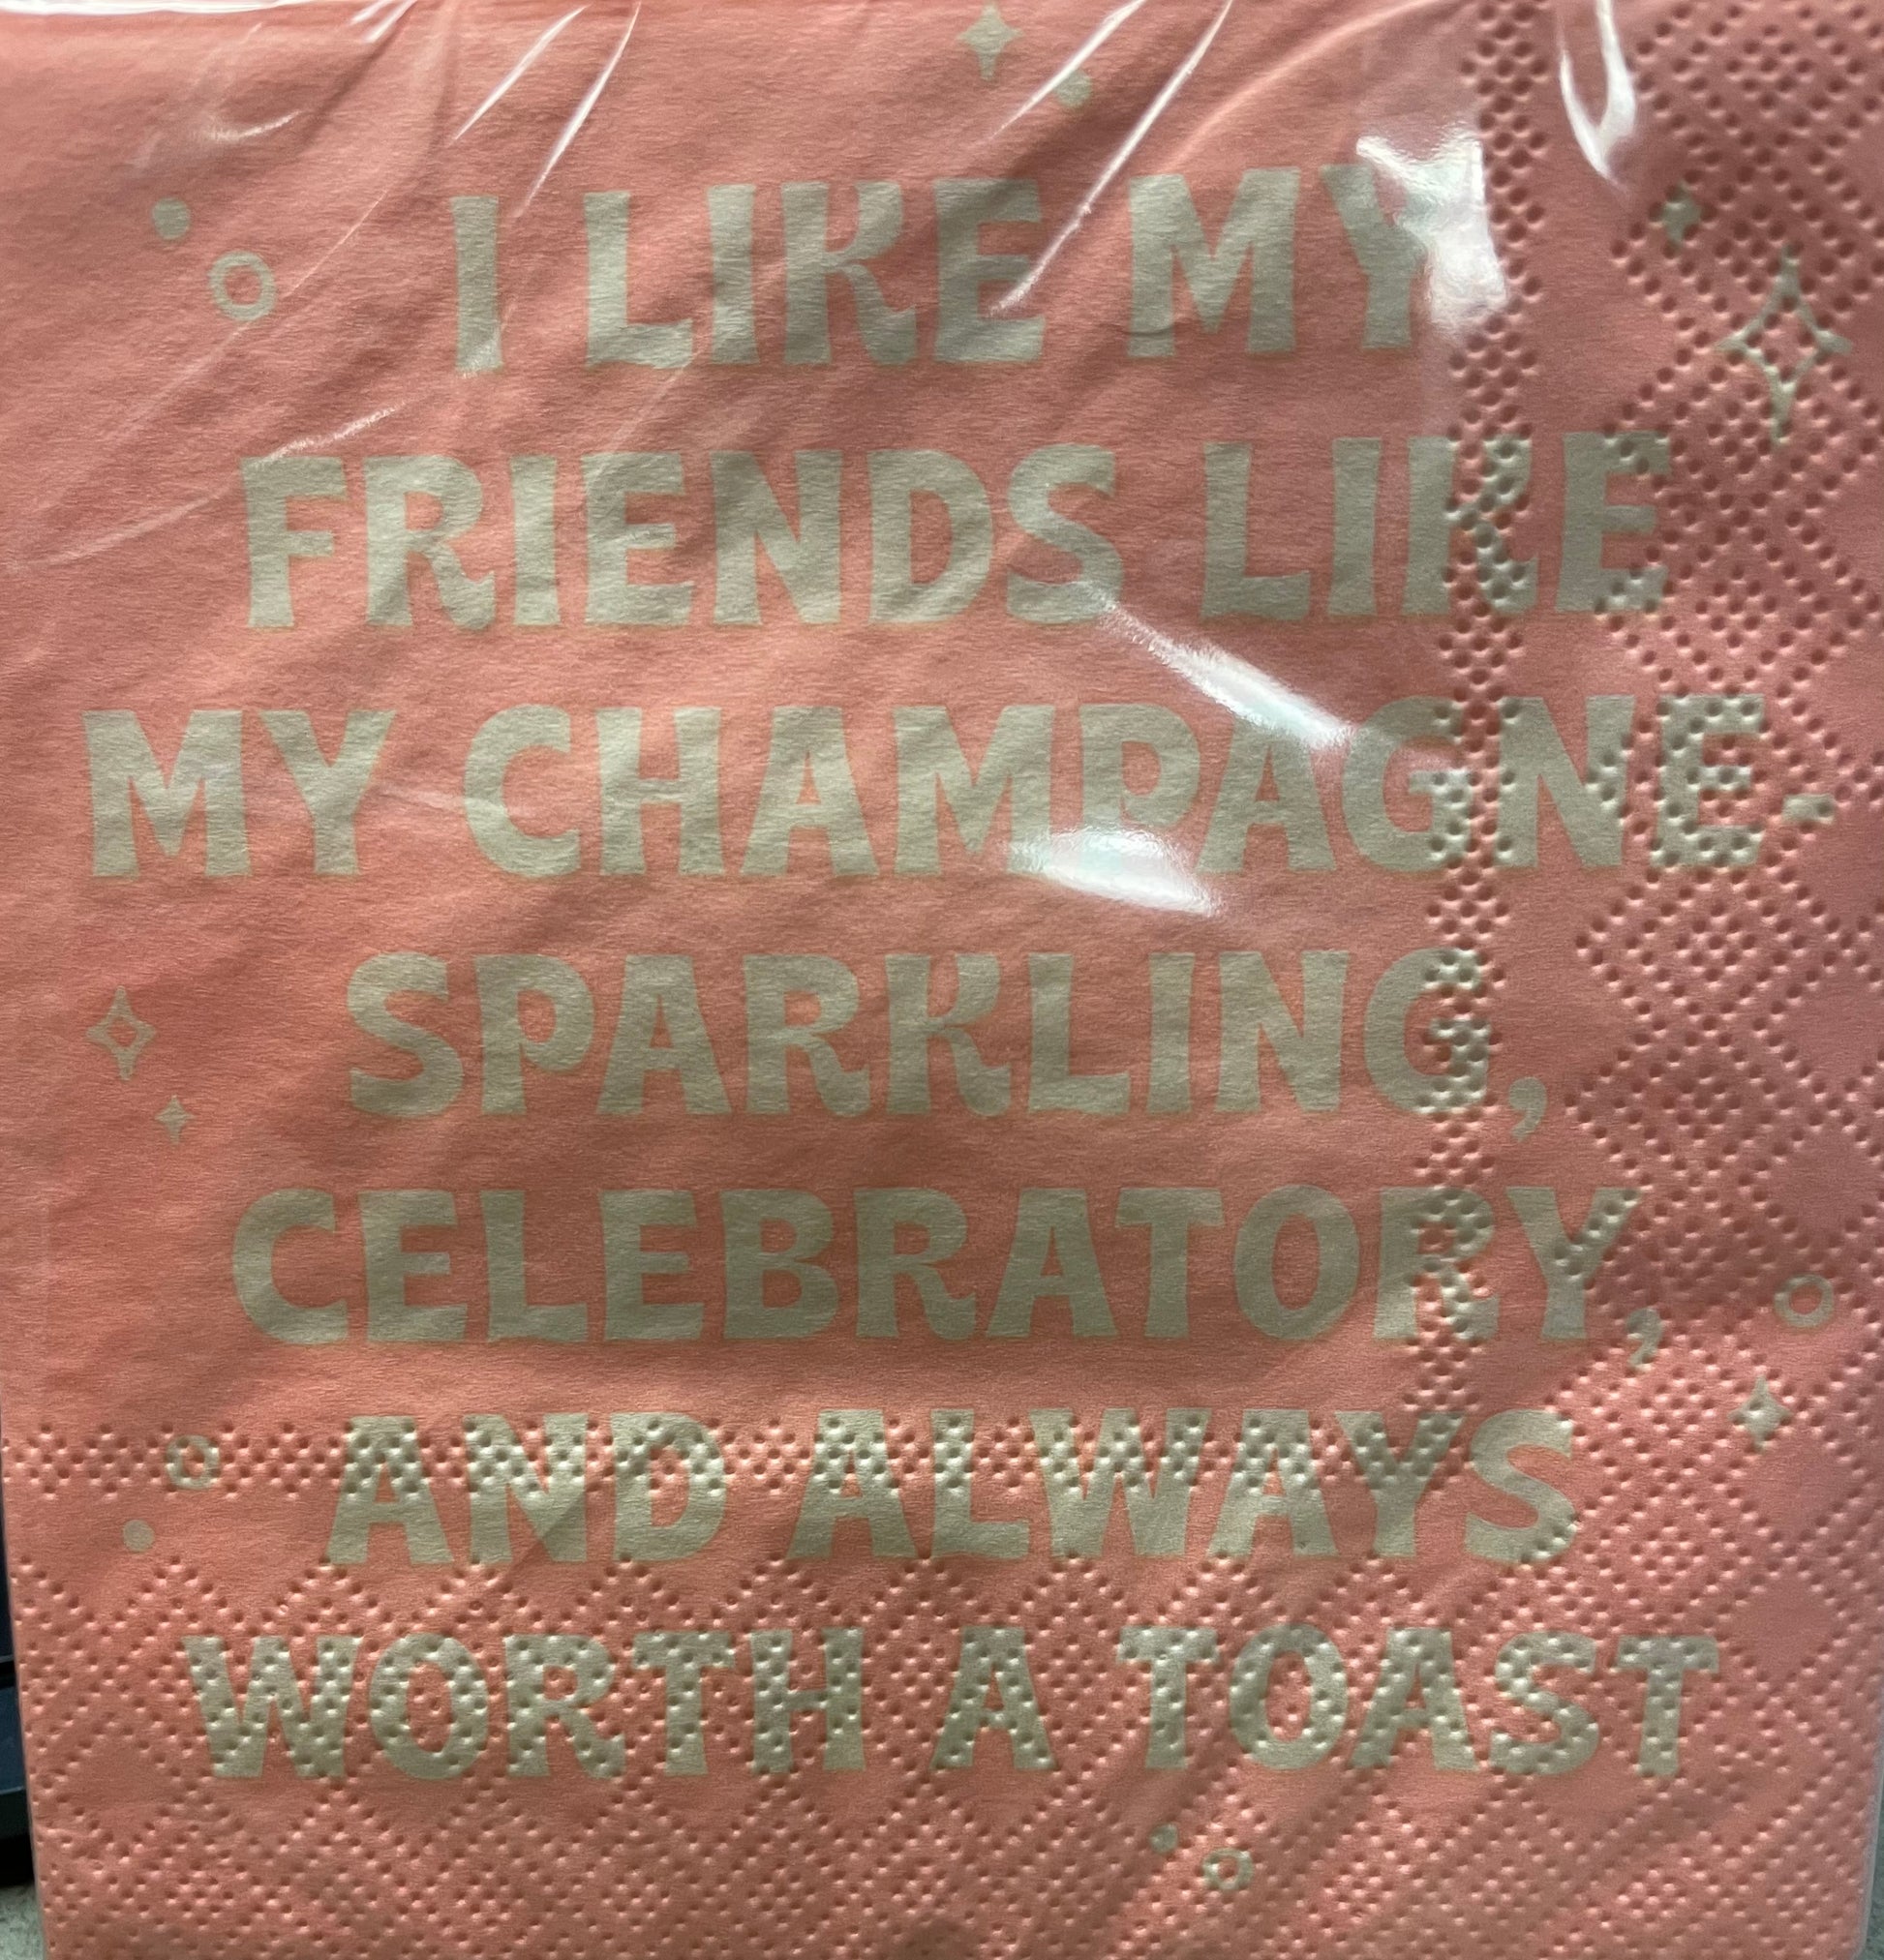 I LIKE MY
FRIENDS LIKE
MY CHAMPAGNE-
SPARKLING,
CELEBRATORY,
AND ALWAYS
WORTH A TOAST